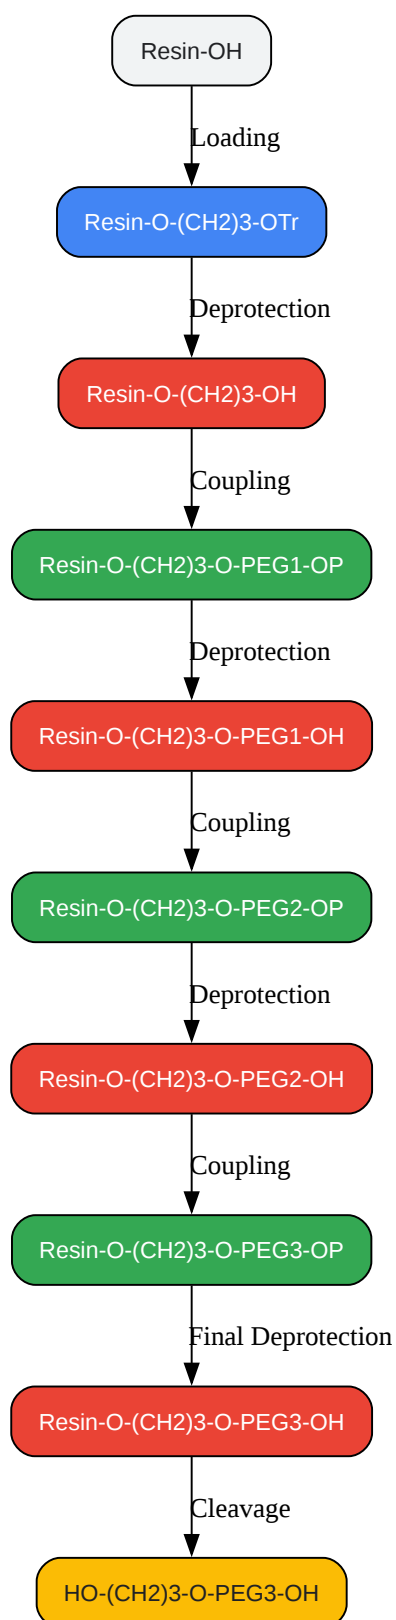 Resin-OH
Loading
Resin-O-(CH2)3-OTr
Deprotection
Resin-O-(CH2)3-OH
Coupling
Resin-O-(CH2)3-O-PEG1-OP
Deprotection
Resin-O-(CH2)3-O-PEG1-OH
Coupling
Resin-O-(CH2)3-O-PEG2-OP
Deprotection
Resin-O-(CH2)3-O-PEG2-OH
Coupling
Resin-O-(CH2)3-O-PEG3-OP
Final Deprotection
Resin-O-(CH2)3-O-PEG3-OH
Cleavage
HO-(CH2)3-O-PEG3-OH